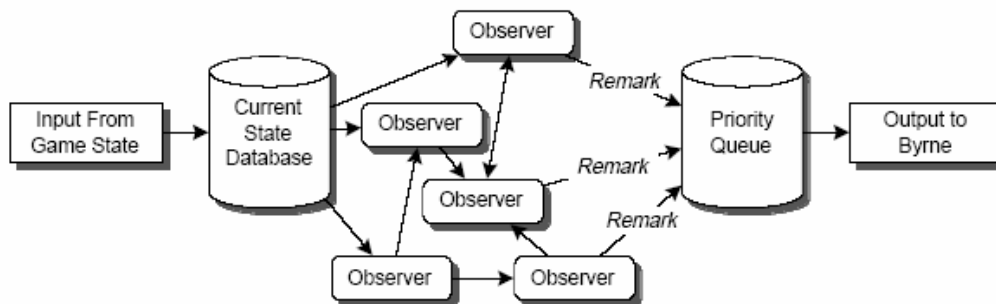 Observer
Remark
Input From
Game State
Current
State
Database
Observer
Priority
Queue
Output to
Byrne
Remark
Observer
Remark
Observer
Observer